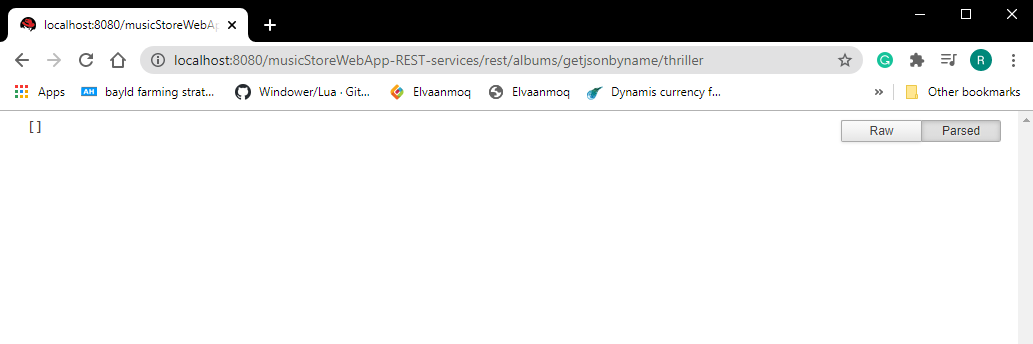 localhost:8080/musicStoreWebAp
localhost:8080/musicStoreWebApp-REST-services/rest/albums/getjsonbyname/thriller
R
Apps AH bayld farming strat... Windower/Lua · Git... Elvaanmoq Elvaanmoq Dynamis currency f... » Other bookmarks
[] Raw Parsed